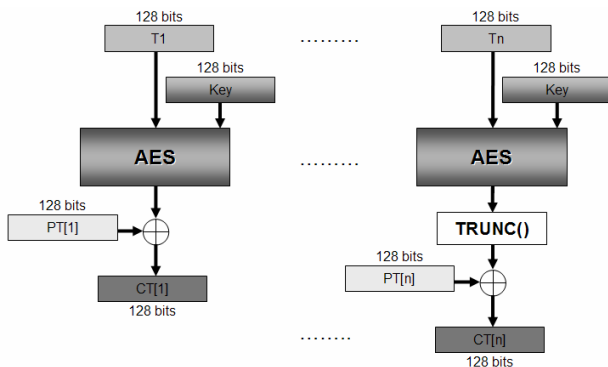 128 bits
128 bits
T1
.........
Tn
128 bits
128 bits
Key
Key
AES
.........
AES
128 bits
PT[1]
TRUNC()
128 bits
PT[n]
CT[1]
128 bits
........
CT[n]
128 bits